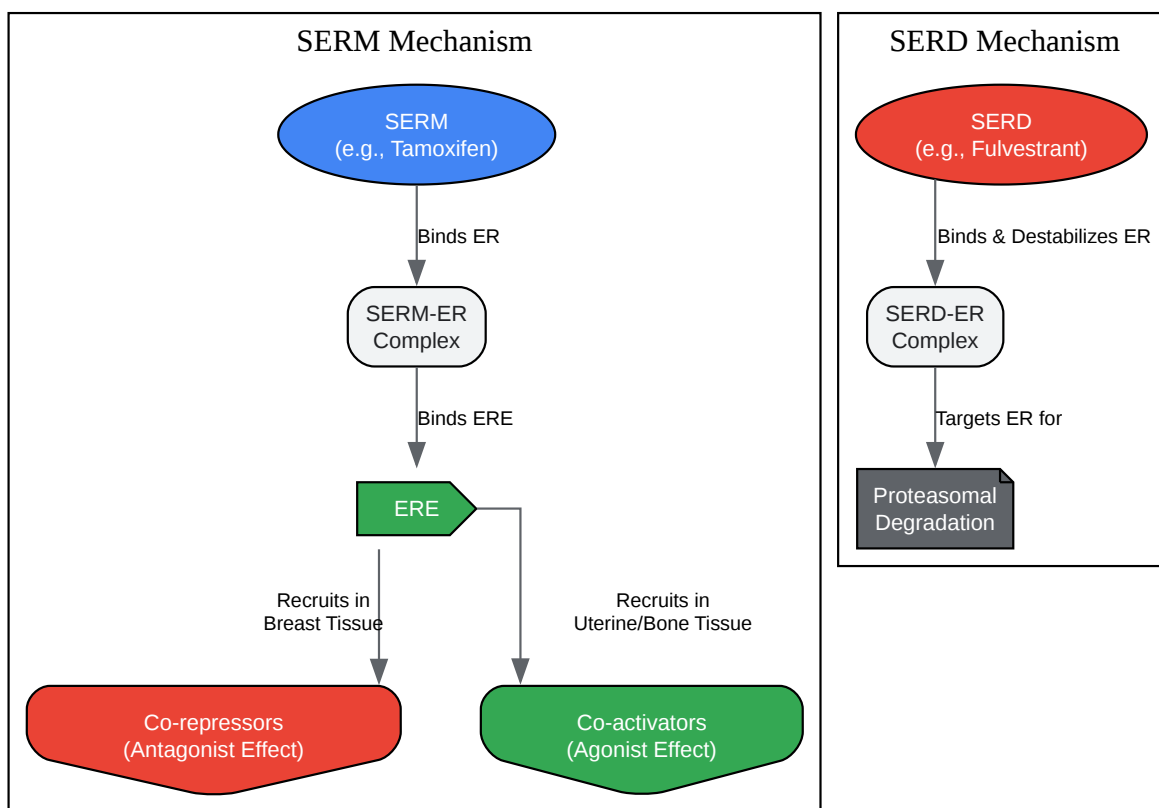 SERM Mechanism
SERM
(e.g., Tamoxifen)
Binds ER
SERM-ER
Complex
Binds ERE
ERE
Recruits in
Breast Tissue
Recruits in
Uterine/Bone Tissue
Co-repressors
(Antagonist Effect)
Co-activators
(Agonist Effect)
SERD Mechanism
SERD
(e.g., Fulvestrant)
Binds & Destabilizes ER
SERD-ER
Complex
Targets ER for
Proteasomal
Degradation